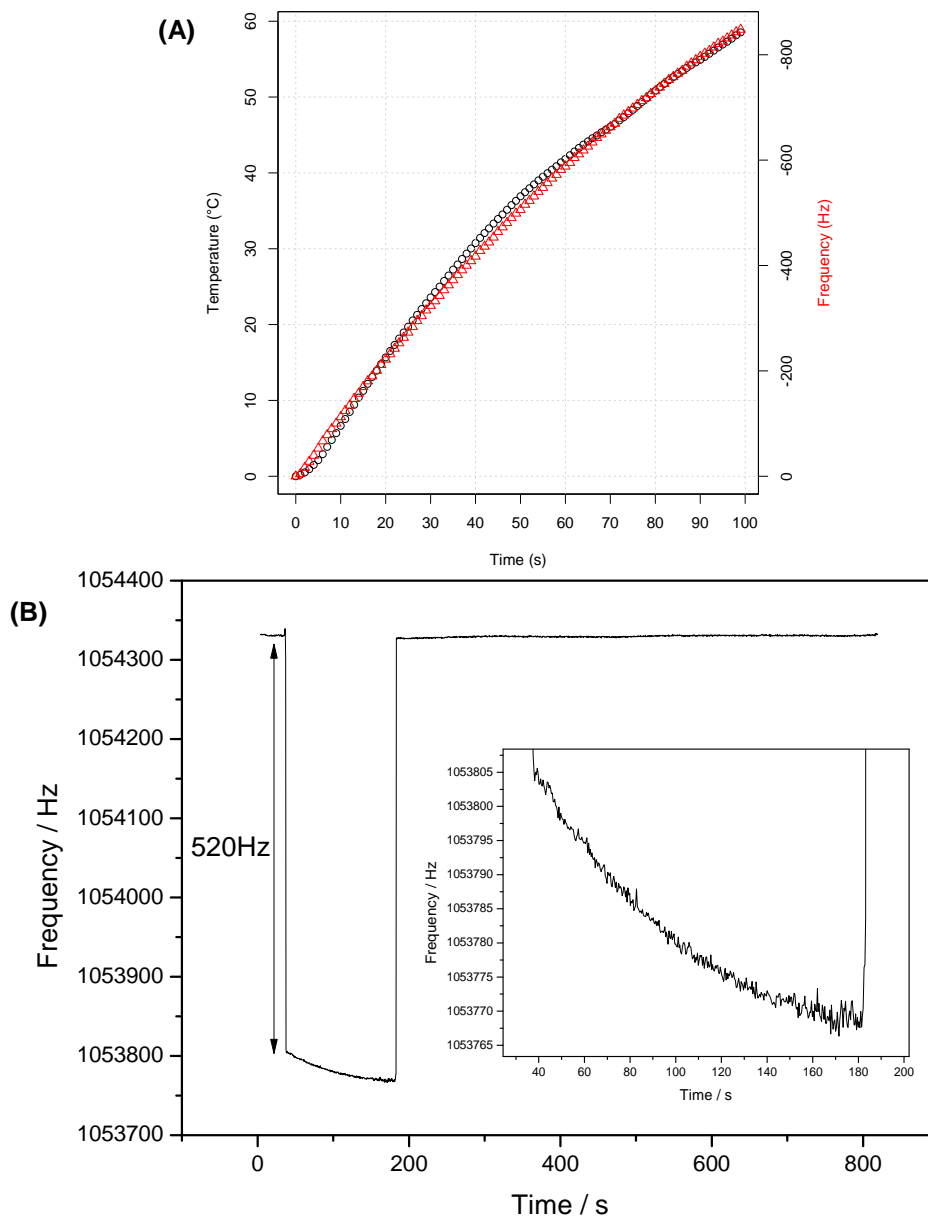 (A)
60
50
40
30
20
10
0
Temperature (°C)
-800
-600
-400
-200
0
Frequency (Hz)
0 10 20 30 40 50 60 70 80 90 100
Time (s)
(B)
1054400
1054300
1054200
1054100
1054000
1053900
1053800
1053700
Frequency / Hz
520Hz
1053805
1053800
1053795
1053790
1053785
1053780
1053775
1053770
1053765
Frequency / Hz
40 60 80 100 120 140 160 180 200
Time / s
0 200 400 600 800
Time / s